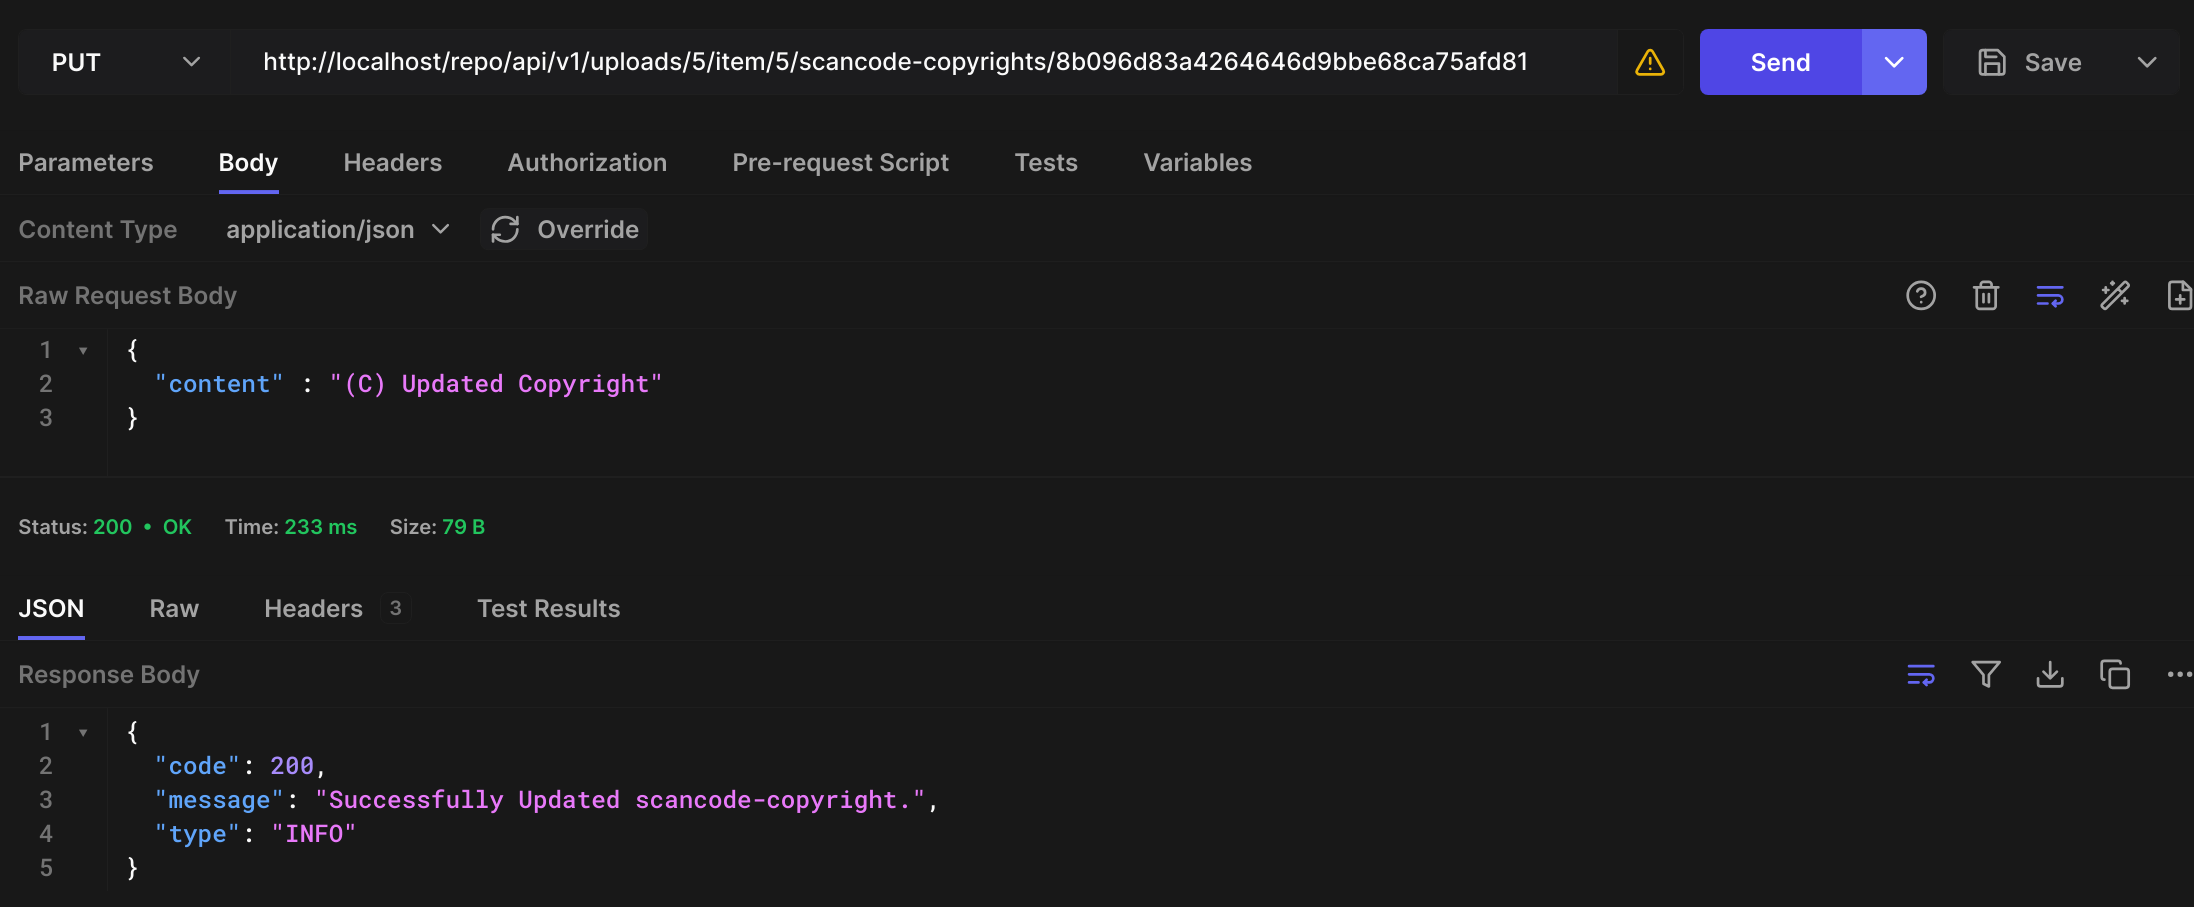 PUT http://localhost/repo/api/v1/uploads/5/item/5/scancode-copyrights/8b096d83a4264646d9bbe68ca75afd81 Send Save
Parameters Body Headers Authorization Pre-request Script Tests Variables
Content Type application/json Override
Raw Request Body
1 {
2 "content" : "(C) Updated Copyright"
3 }
Status: 200 • OK Time: 233 ms Size: 79 B
JSON Raw Headers 3 Test Results
Response Body
1 {
2 "code": 200,
3 "message": "Successfully Updated scancode-copyright.",
4 "type": "INFO"
5 }